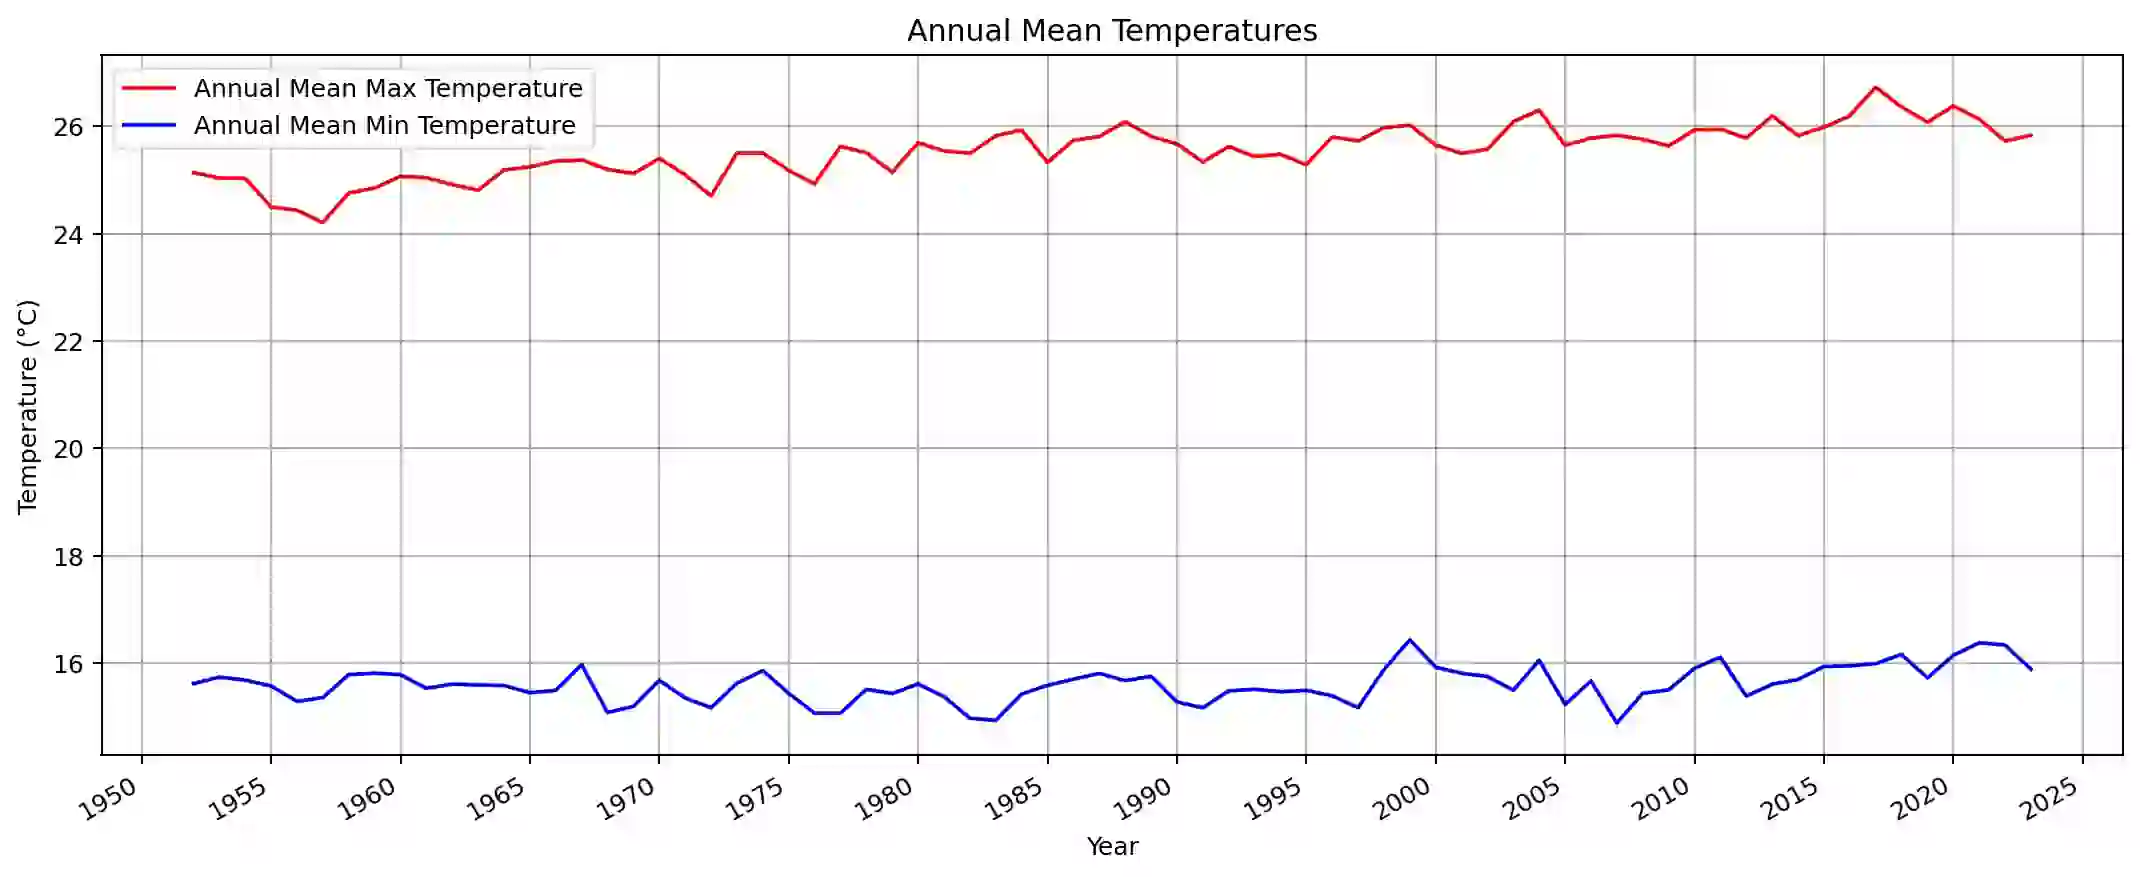 Annual Mean Temperatures
Annual Mean Max Temperature
Annual Mean Min Temperature
26
24
22
20
18
16
Temperature (°C)
1950 1955 1960 1965 1970 1975 1980 1985 1990 1995 2000 2005 2010 2015 2020 2025
Year